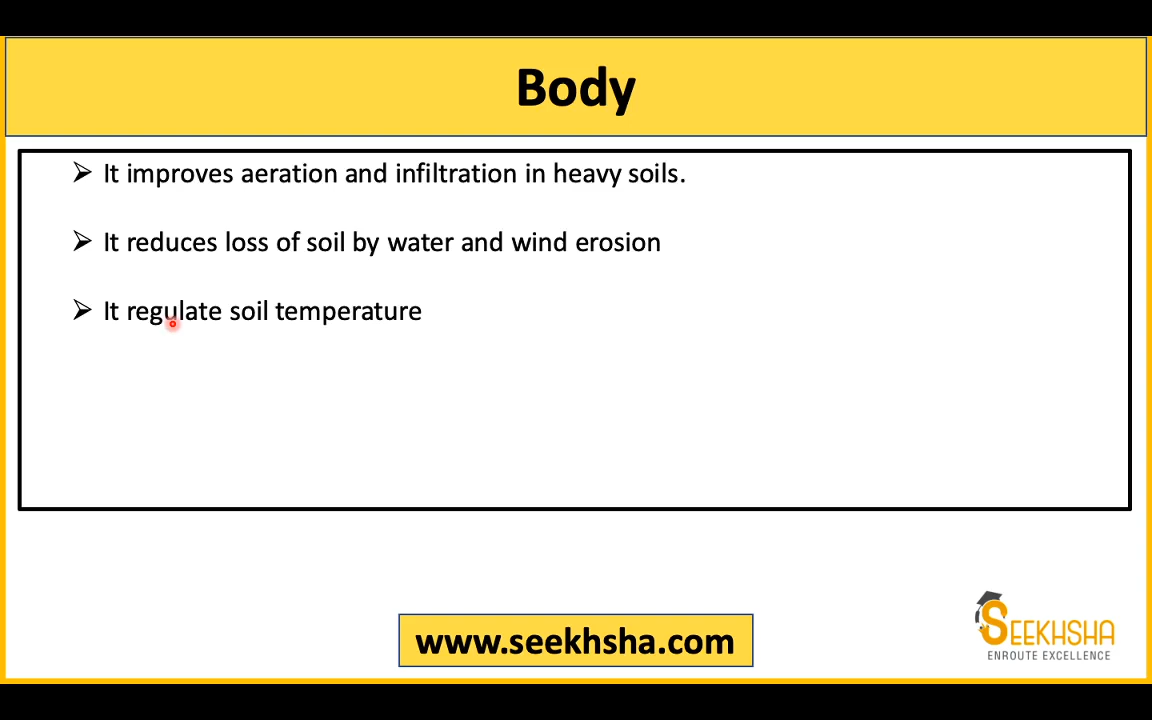 Body
➢ It improves aeration and infiltration in heavy soils.
➢ It reduces loss of soil by water and wind erosion
➢ It regulate soil temperature
www.seekhsha.com
SEEKHSHA
ENROUTE EXCELLENCE